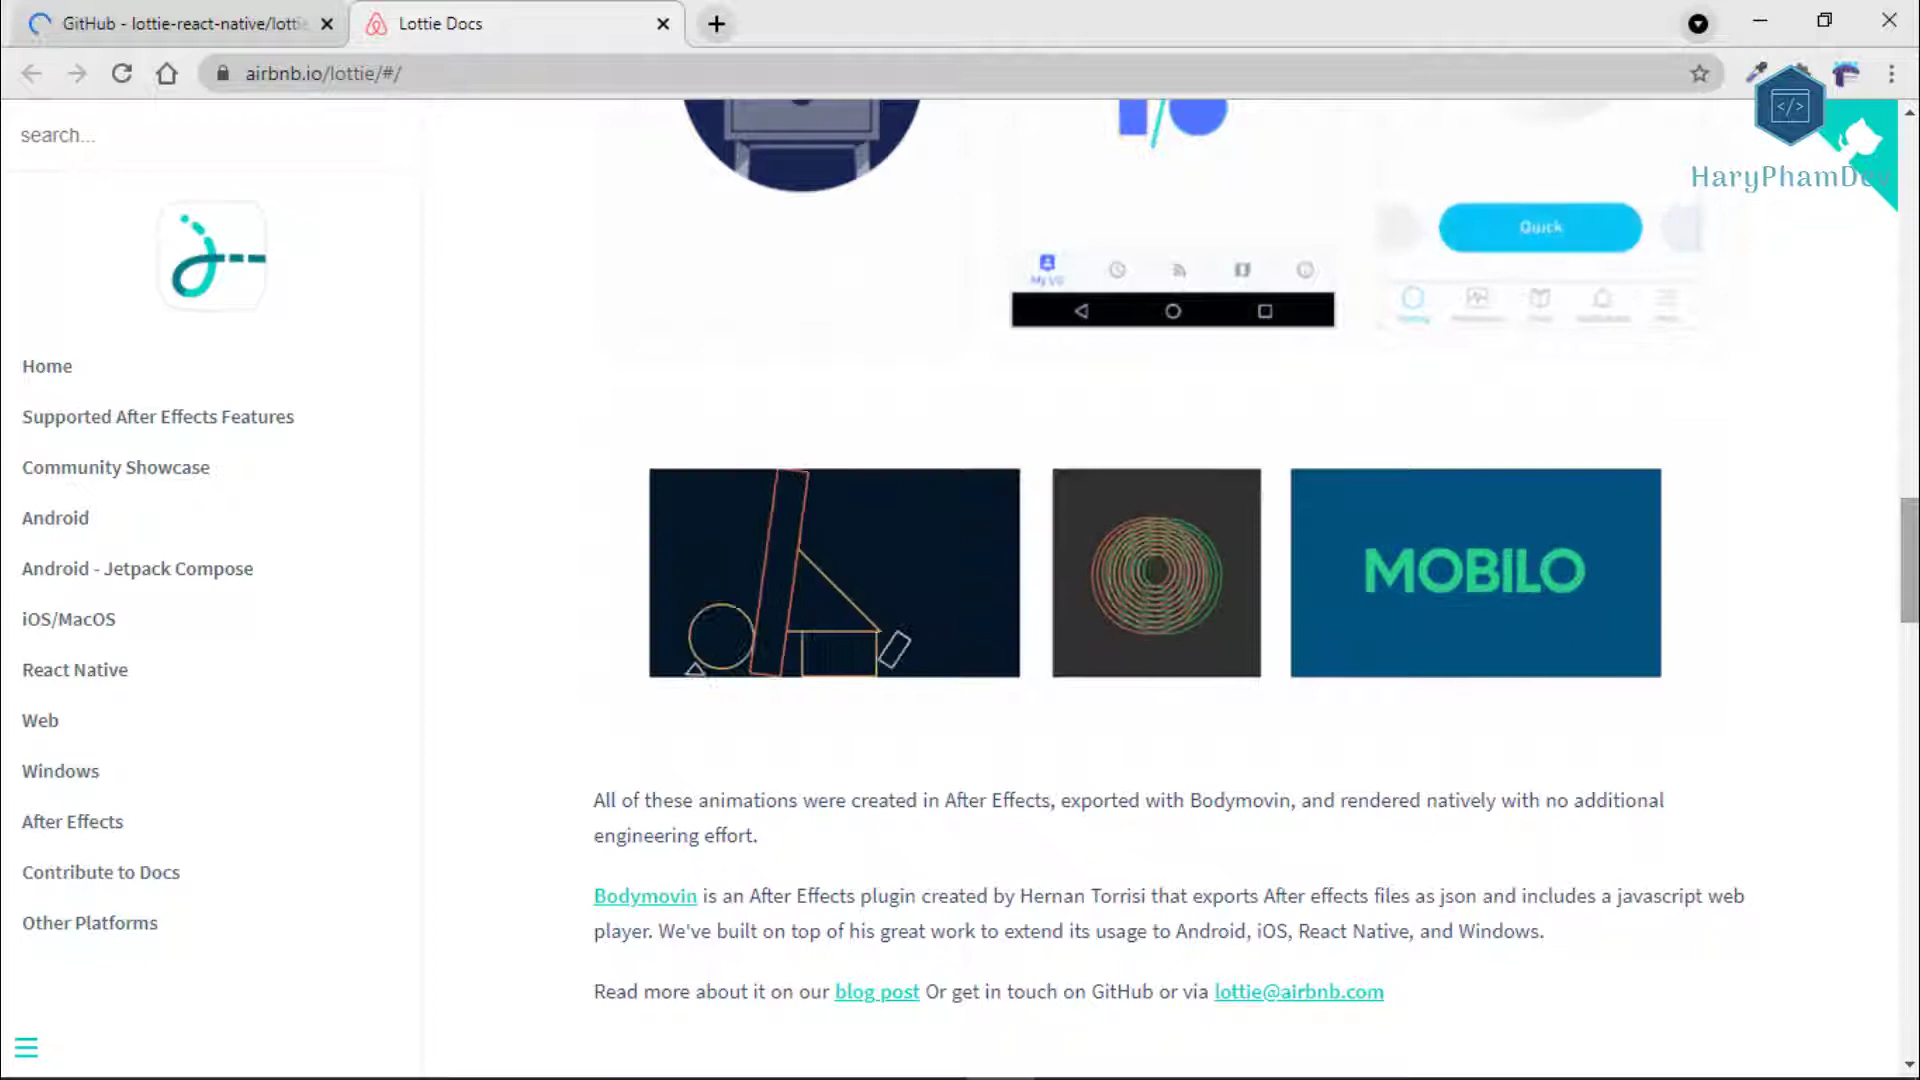 GitHub - lottie-react-native/lottie
Lottie Docs
airbnb.io/lottie/#/
search...
HaryPhamDev
Quick
My I/O
Home
Supported After Effects Features
Community Showcase
Android
Android - Jetpack Compose
iOS/MacOS
React Native
Web
Windows
After Effects
Contribute to Docs
Other Platforms
MOBILO
All of these animations were created in After Effects, exported with Bodymovin, and rendered natively with no additional
engineering effort.
Bodymovin is an After Effects plugin created by Hernan Torrisi that exports After effects files as json and includes a javascript web
player. We've built on top of his great work to extend its usage to Android, iOS, React Native, and Windows.
Read more about it on our blog post Or get in touch on GitHub or via lottie@airbnb.com